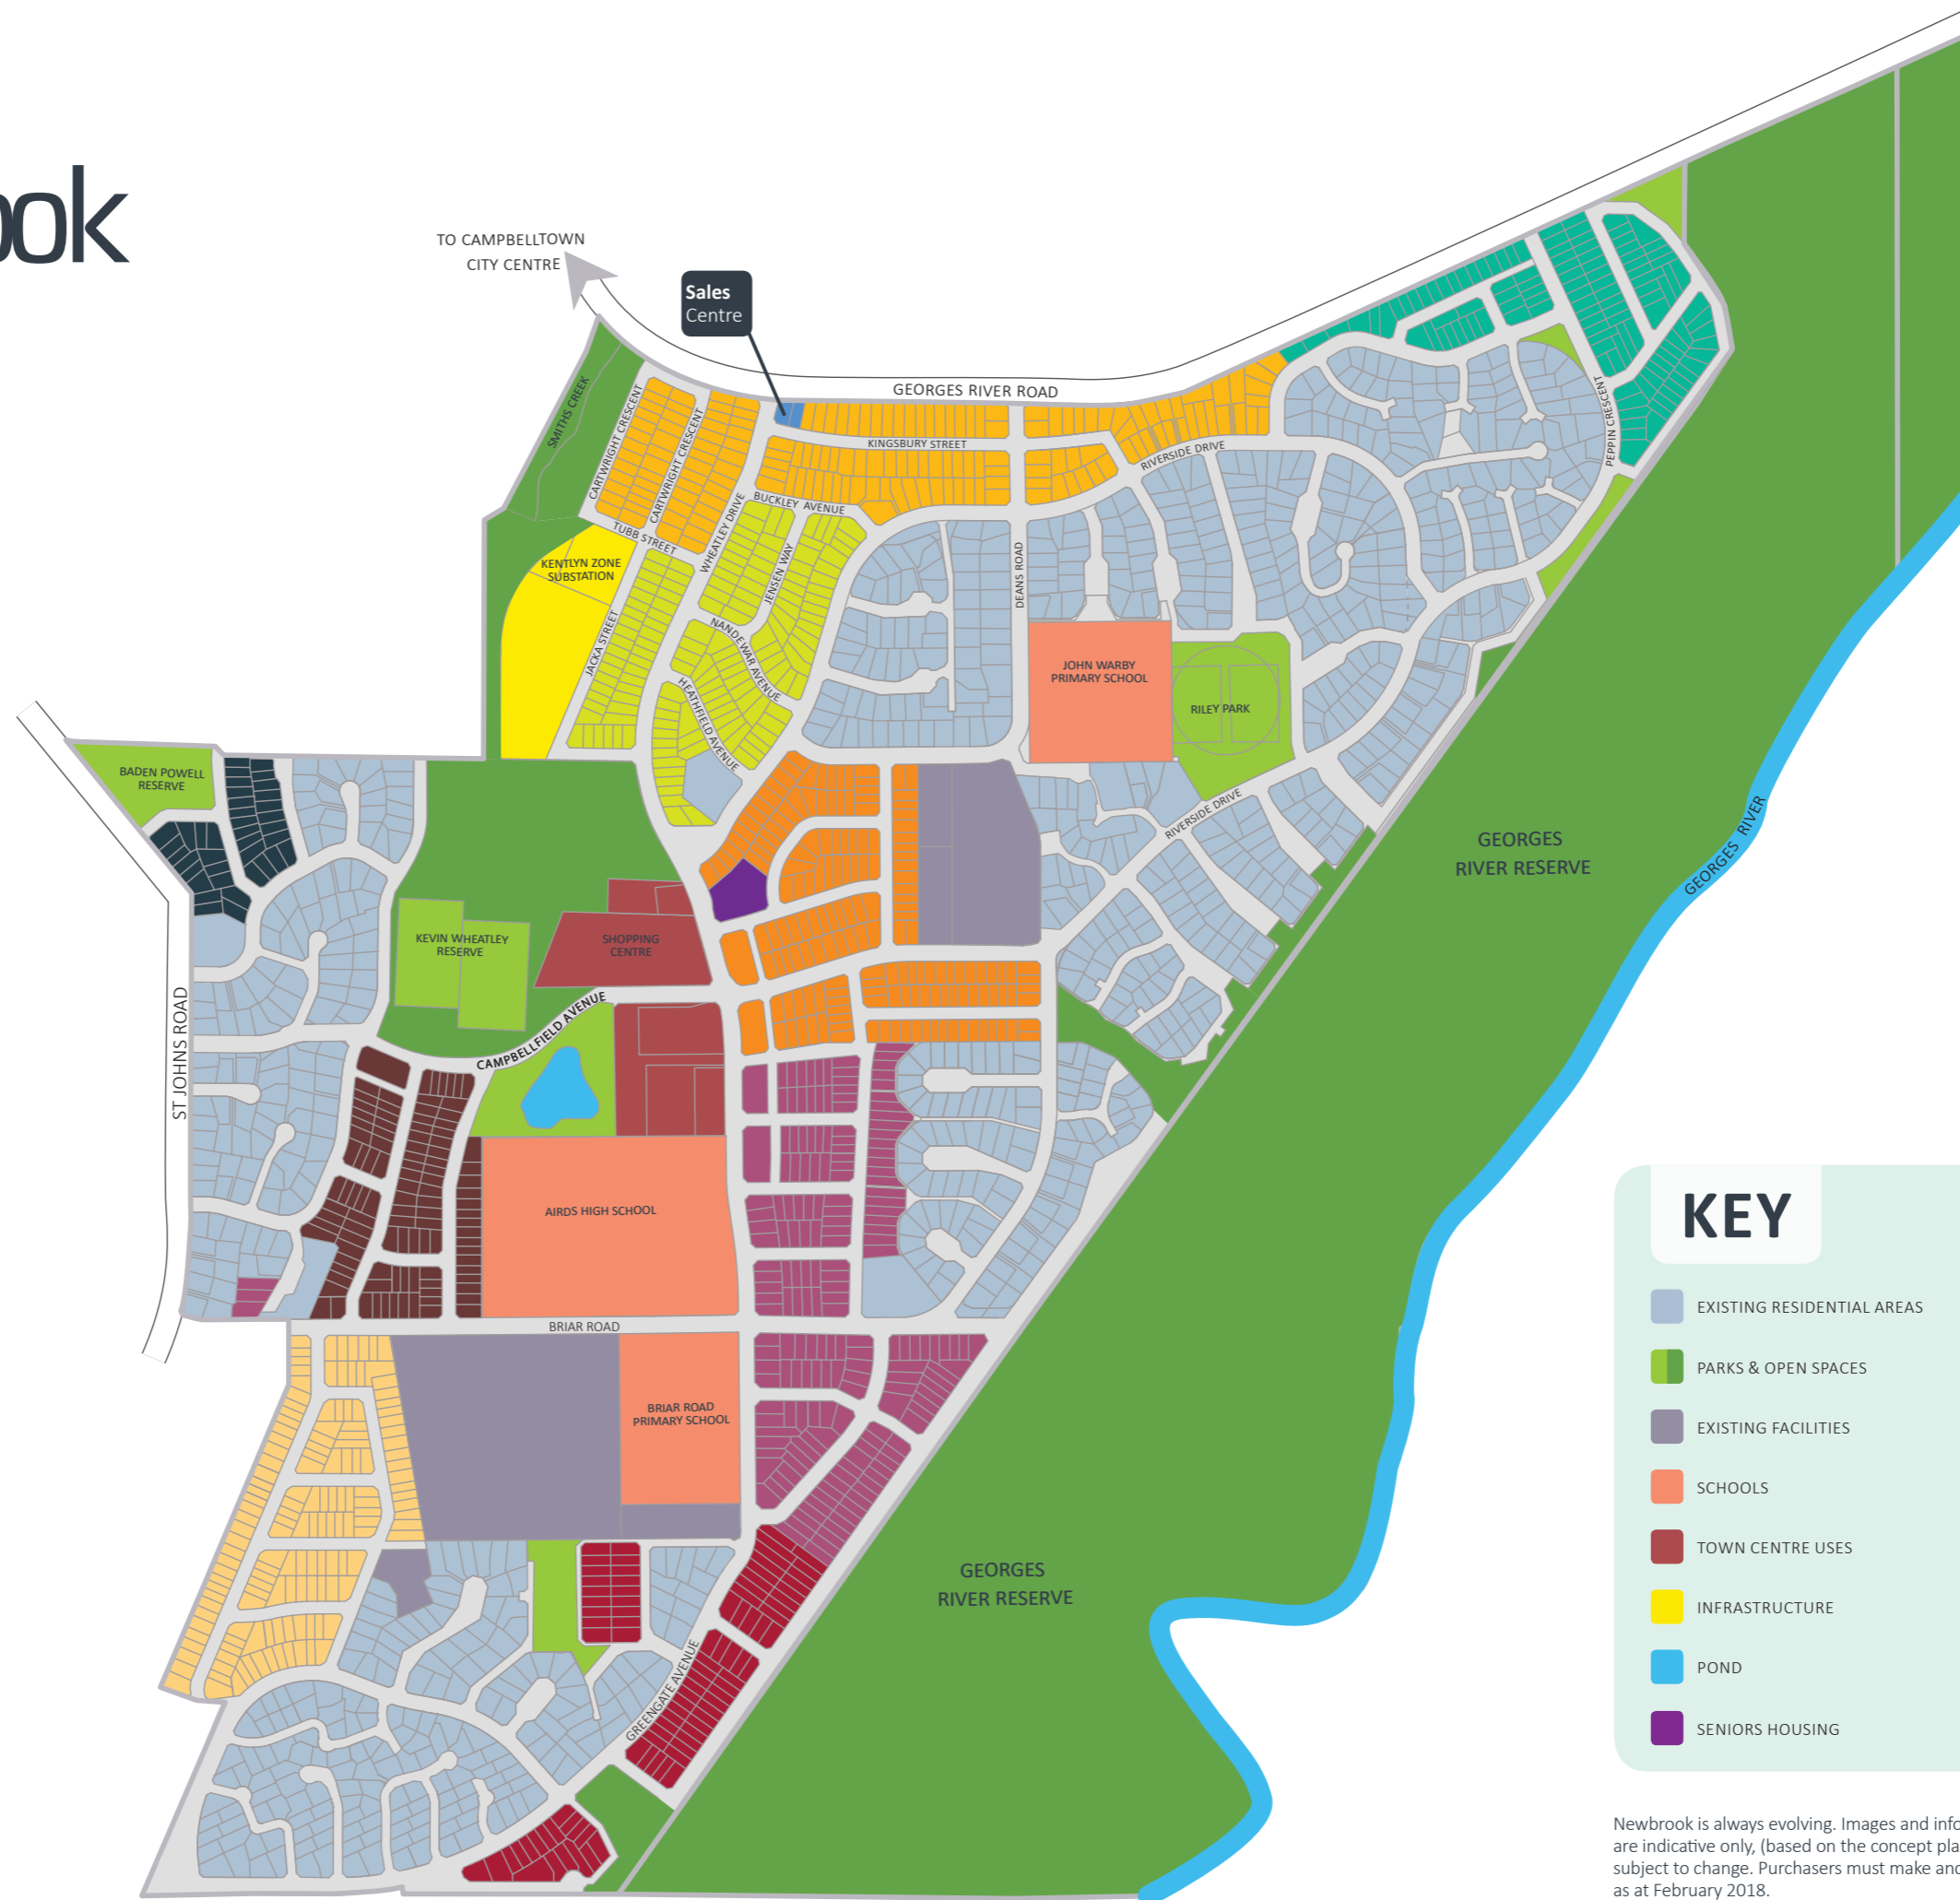 ook
TO CAMPBELLTOWN
CITY CENTRE
Sales
Centre
GEORGES RIVER ROAD
SMITHS CREEK
CARTWRIGHT CRESCENT
CARTWRIGHT CRESCENT
KINGSBURY STREET
RIVERSIDE DRIVE
PEPPIN CRESCENT
BUCKLEY AVENUE
WHEATLEY DRIVE
TUBB STREET
JENSEN WAY
DEANS ROAD
KENTLYN ZONE
SUBSTATION
JACKA STREET
NANDEWAR AVENUE
HEATHFIELD AVENUE
JOHN WARBY
PRIMARY SCHOOL
RILEY PARK
BADEN POWELL
RESERVE
RIVERSIDE DRIVE
GEORGES
RIVER RESERVE
GEORGES RIVER
KEVIN WHEATLEY
RESERVE
SHOPPING
CENTRE
CAMPBELLFIELD AVENUE
ST JOHNS ROAD
AIRDS HIGH SCHOOL
BRIAR ROAD
BRIAR ROAD
PRIMARY SCHOOL
GEORGES
RIVER RESERVE
GREENGATE AVENUE
KEY
EXISTING RESIDENTIAL AREAS
PARKS & OPEN SPACES
EXISTING FACILITIES
SCHOOLS
TOWN CENTRE USES
INFRASTRUCTURE
POND
SENIORS HOUSING
Newbrook is always evolving. Images and info
are indicative only, (based on the concept pla
subject to change. Purchasers must make and
as at February 2018.